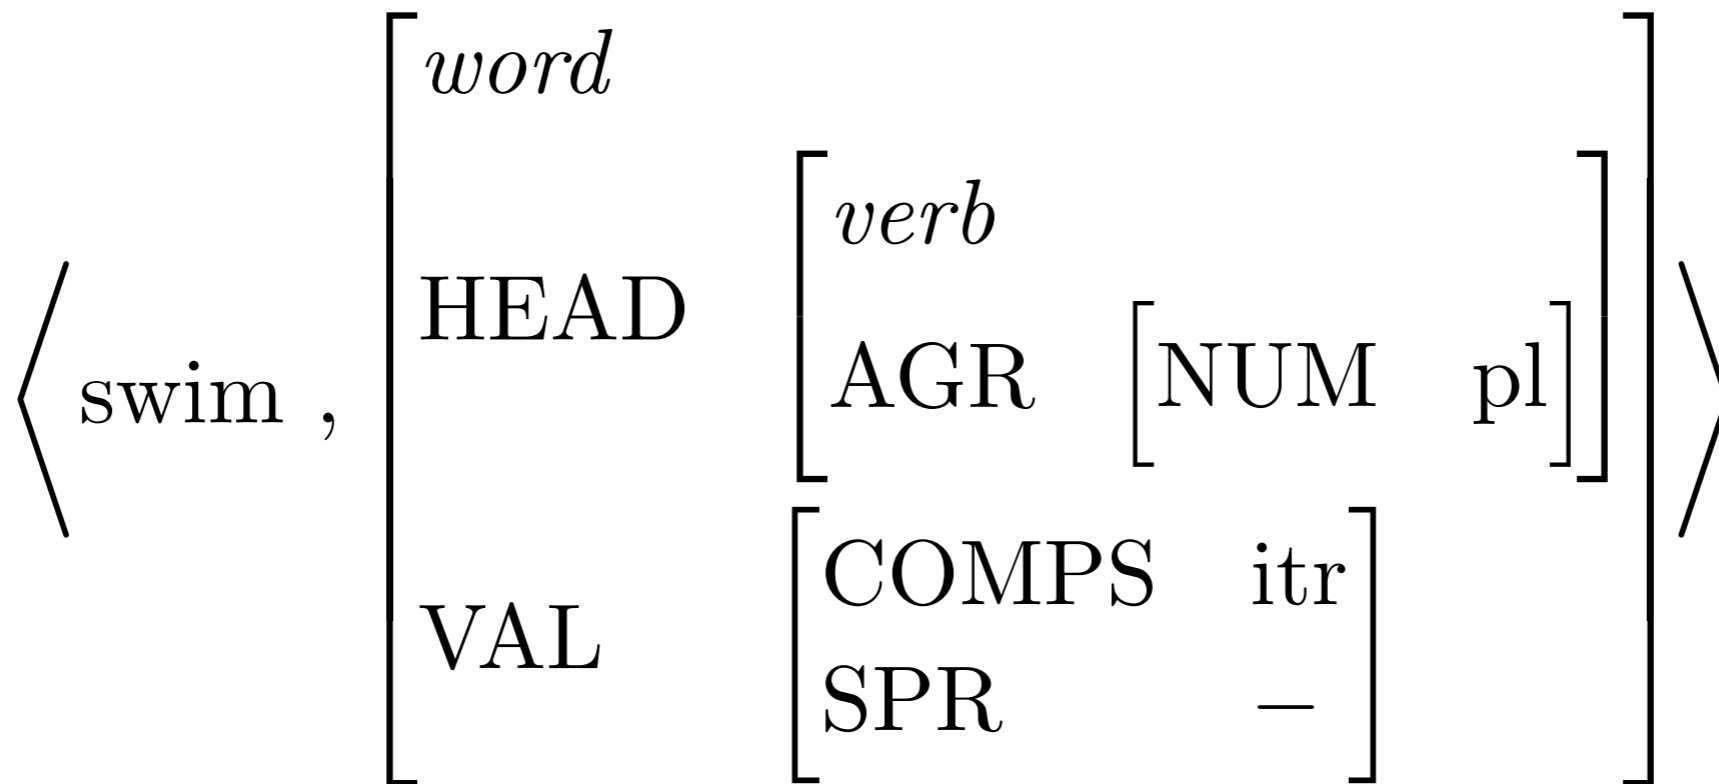 word
verb
HEAD
AGR [NUM pl]
⟨ swim ,
COMPS itr
VAL
SPR −